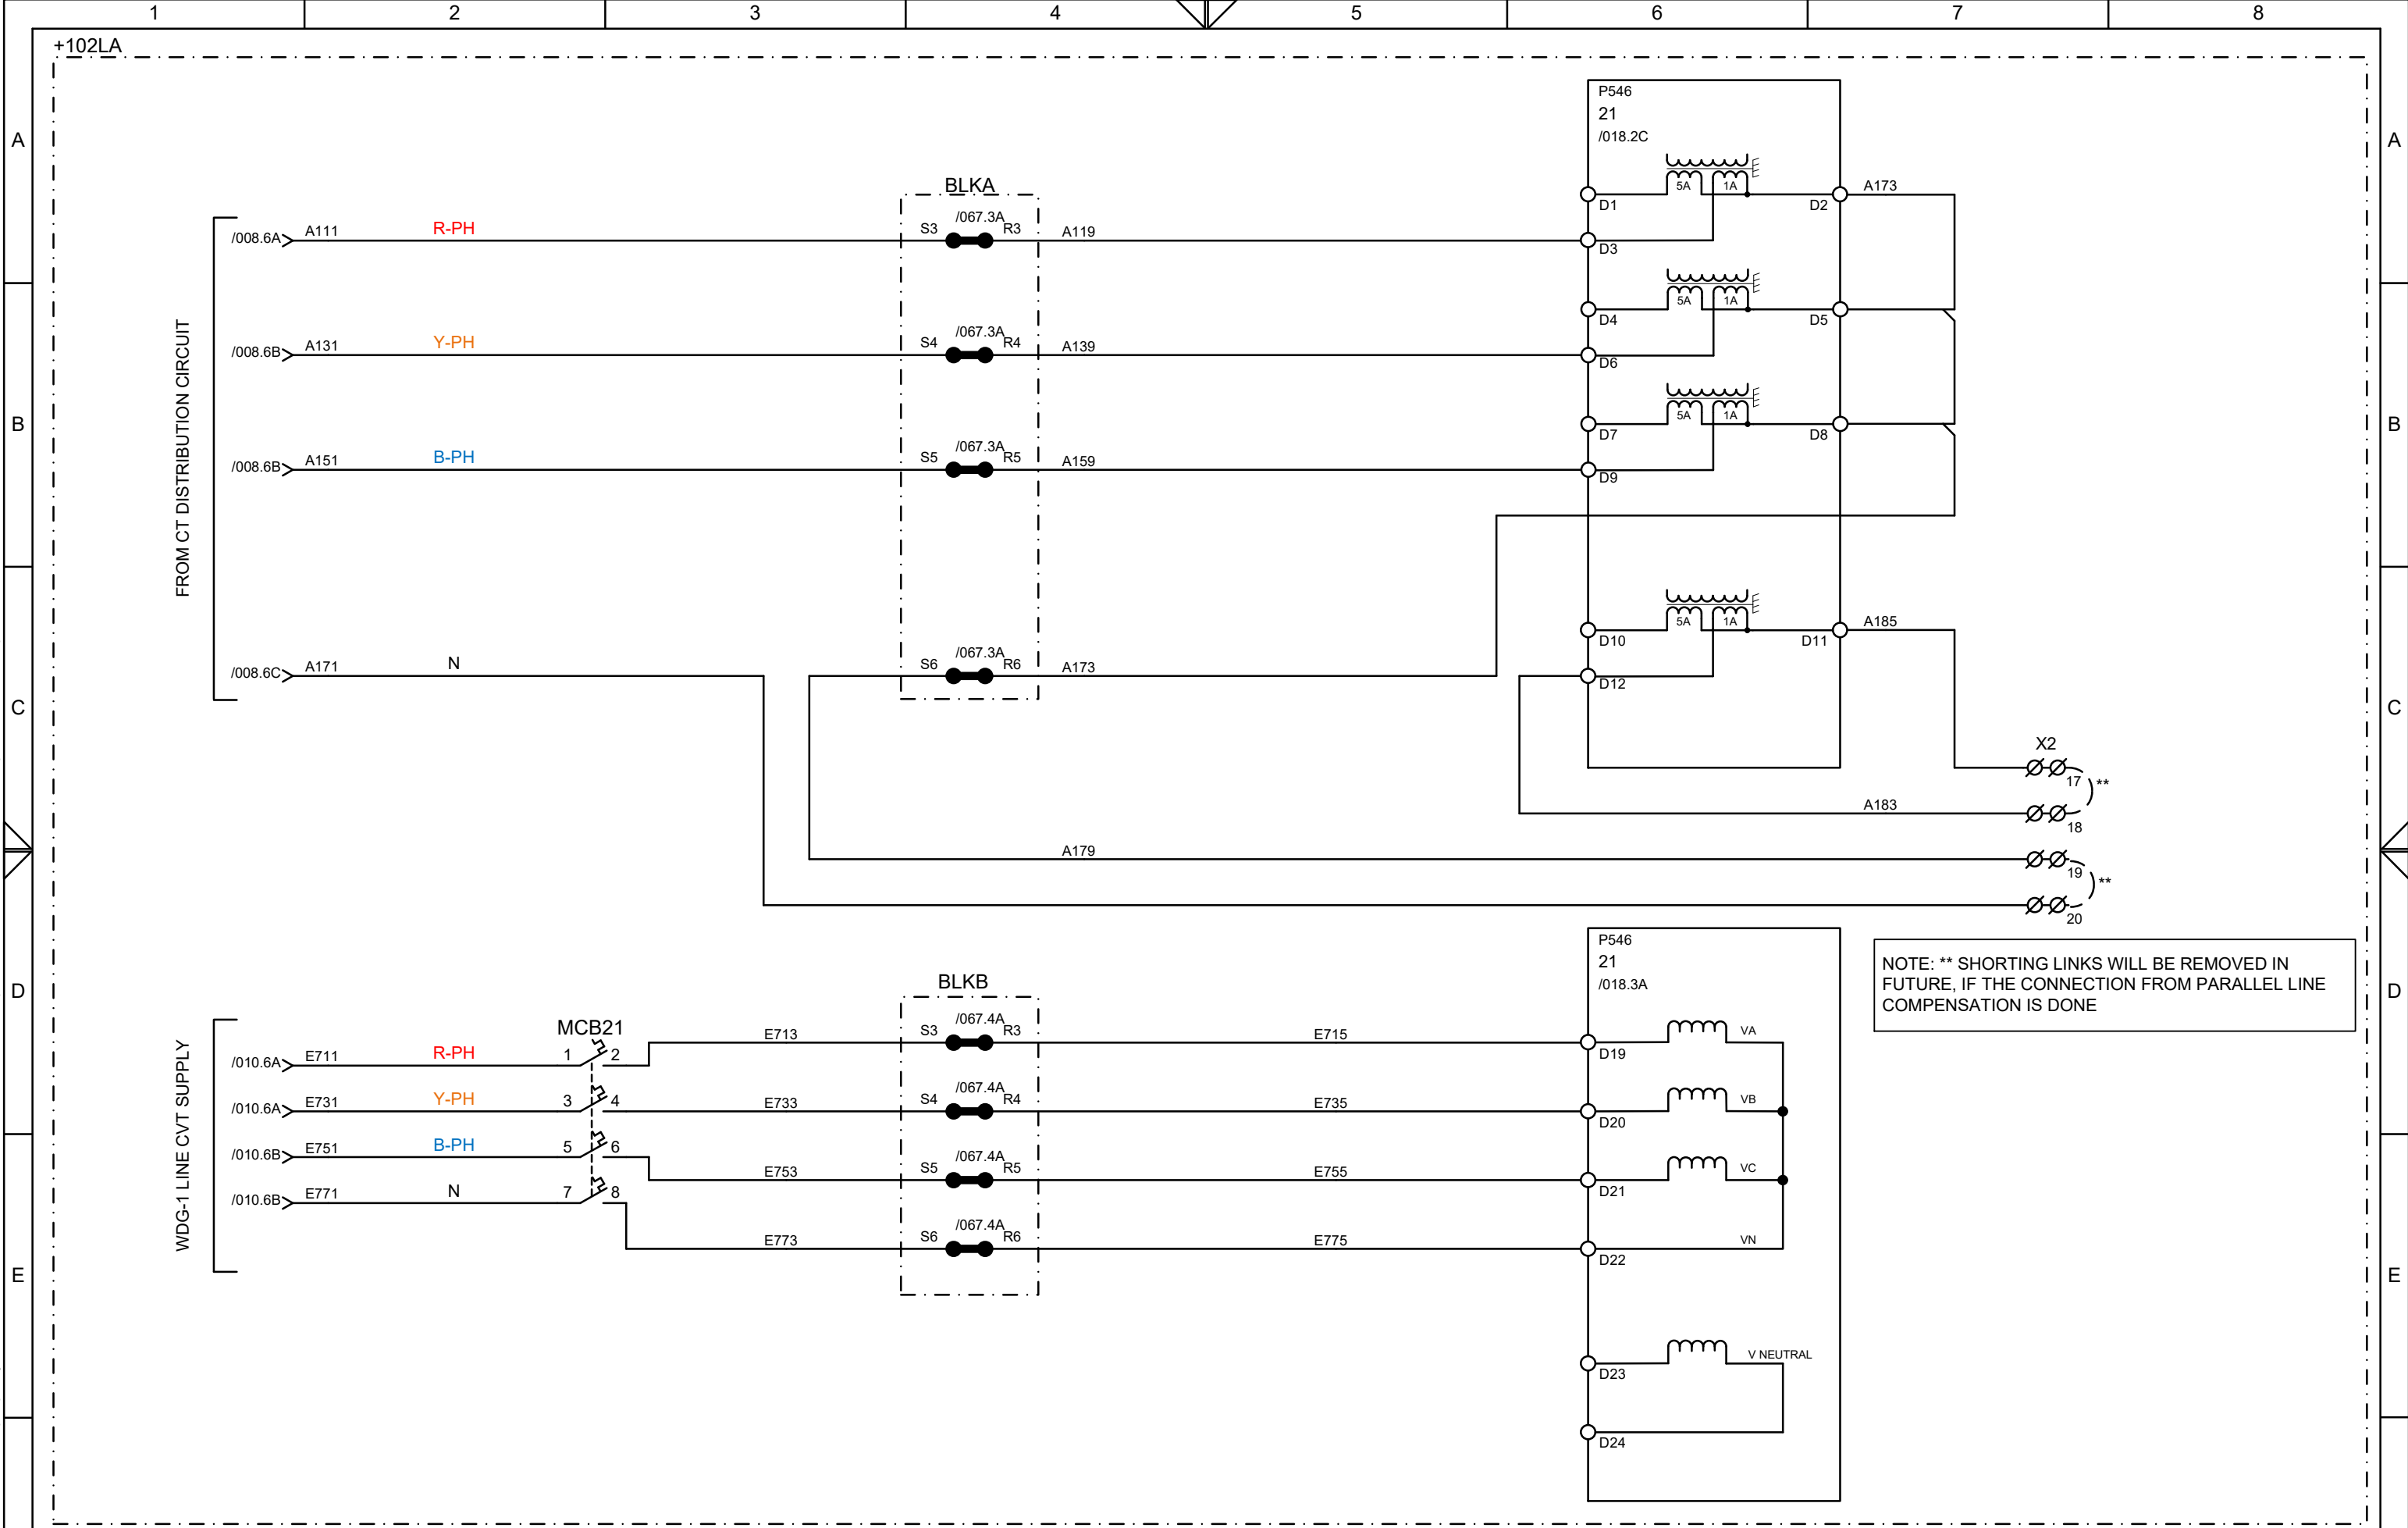 1 2 3 4 5 6 7 8
+102LA
A A
B B
C C
D D
E E
FROM CT DISTRIBUTION CIRCUIT
BLKA
/008.6A A111 R-PH S3 /067.3A R3 A119
/008.6B A131 Y-PH S4 /067.3A R4 A139
/008.6B A151 B-PH S5 /067.3A R5 A159
/008.6C A171 N S6 /067.3A R6 A173
P546
21
/018.2C
5A 1A
D1 D2 A173
D3
5A 1A
D4 D5
D6
5A 1A
D7 D8
D9
5A 1A
D10 D11 A185
D12
X2
17 **
A183
18
A179
19 **
20
NOTE: ** SHORTING LINKS WILL BE REMOVED IN
FUTURE, IF THE CONNECTION FROM PARALLEL LINE
COMPENSATION IS DONE
WDG-1 LINE CVT SUPPLY
MCB21
BLKB
/010.6A E711 R-PH 1 2 E713 S3 /067.4A R3 E715
/010.6A E731 Y-PH 3 4 E733 S4 /067.4A R4 E735
/010.6B E751 B-PH 5 6 E753 S5 /067.4A R5 E755
/010.6B E771 N 7 8 E773 S6 /067.4A R6 E775
P546
21
/018.3A
D19 VA
D20 VB
D21 VC
D22 VN
D23 V NEUTRAL
D24